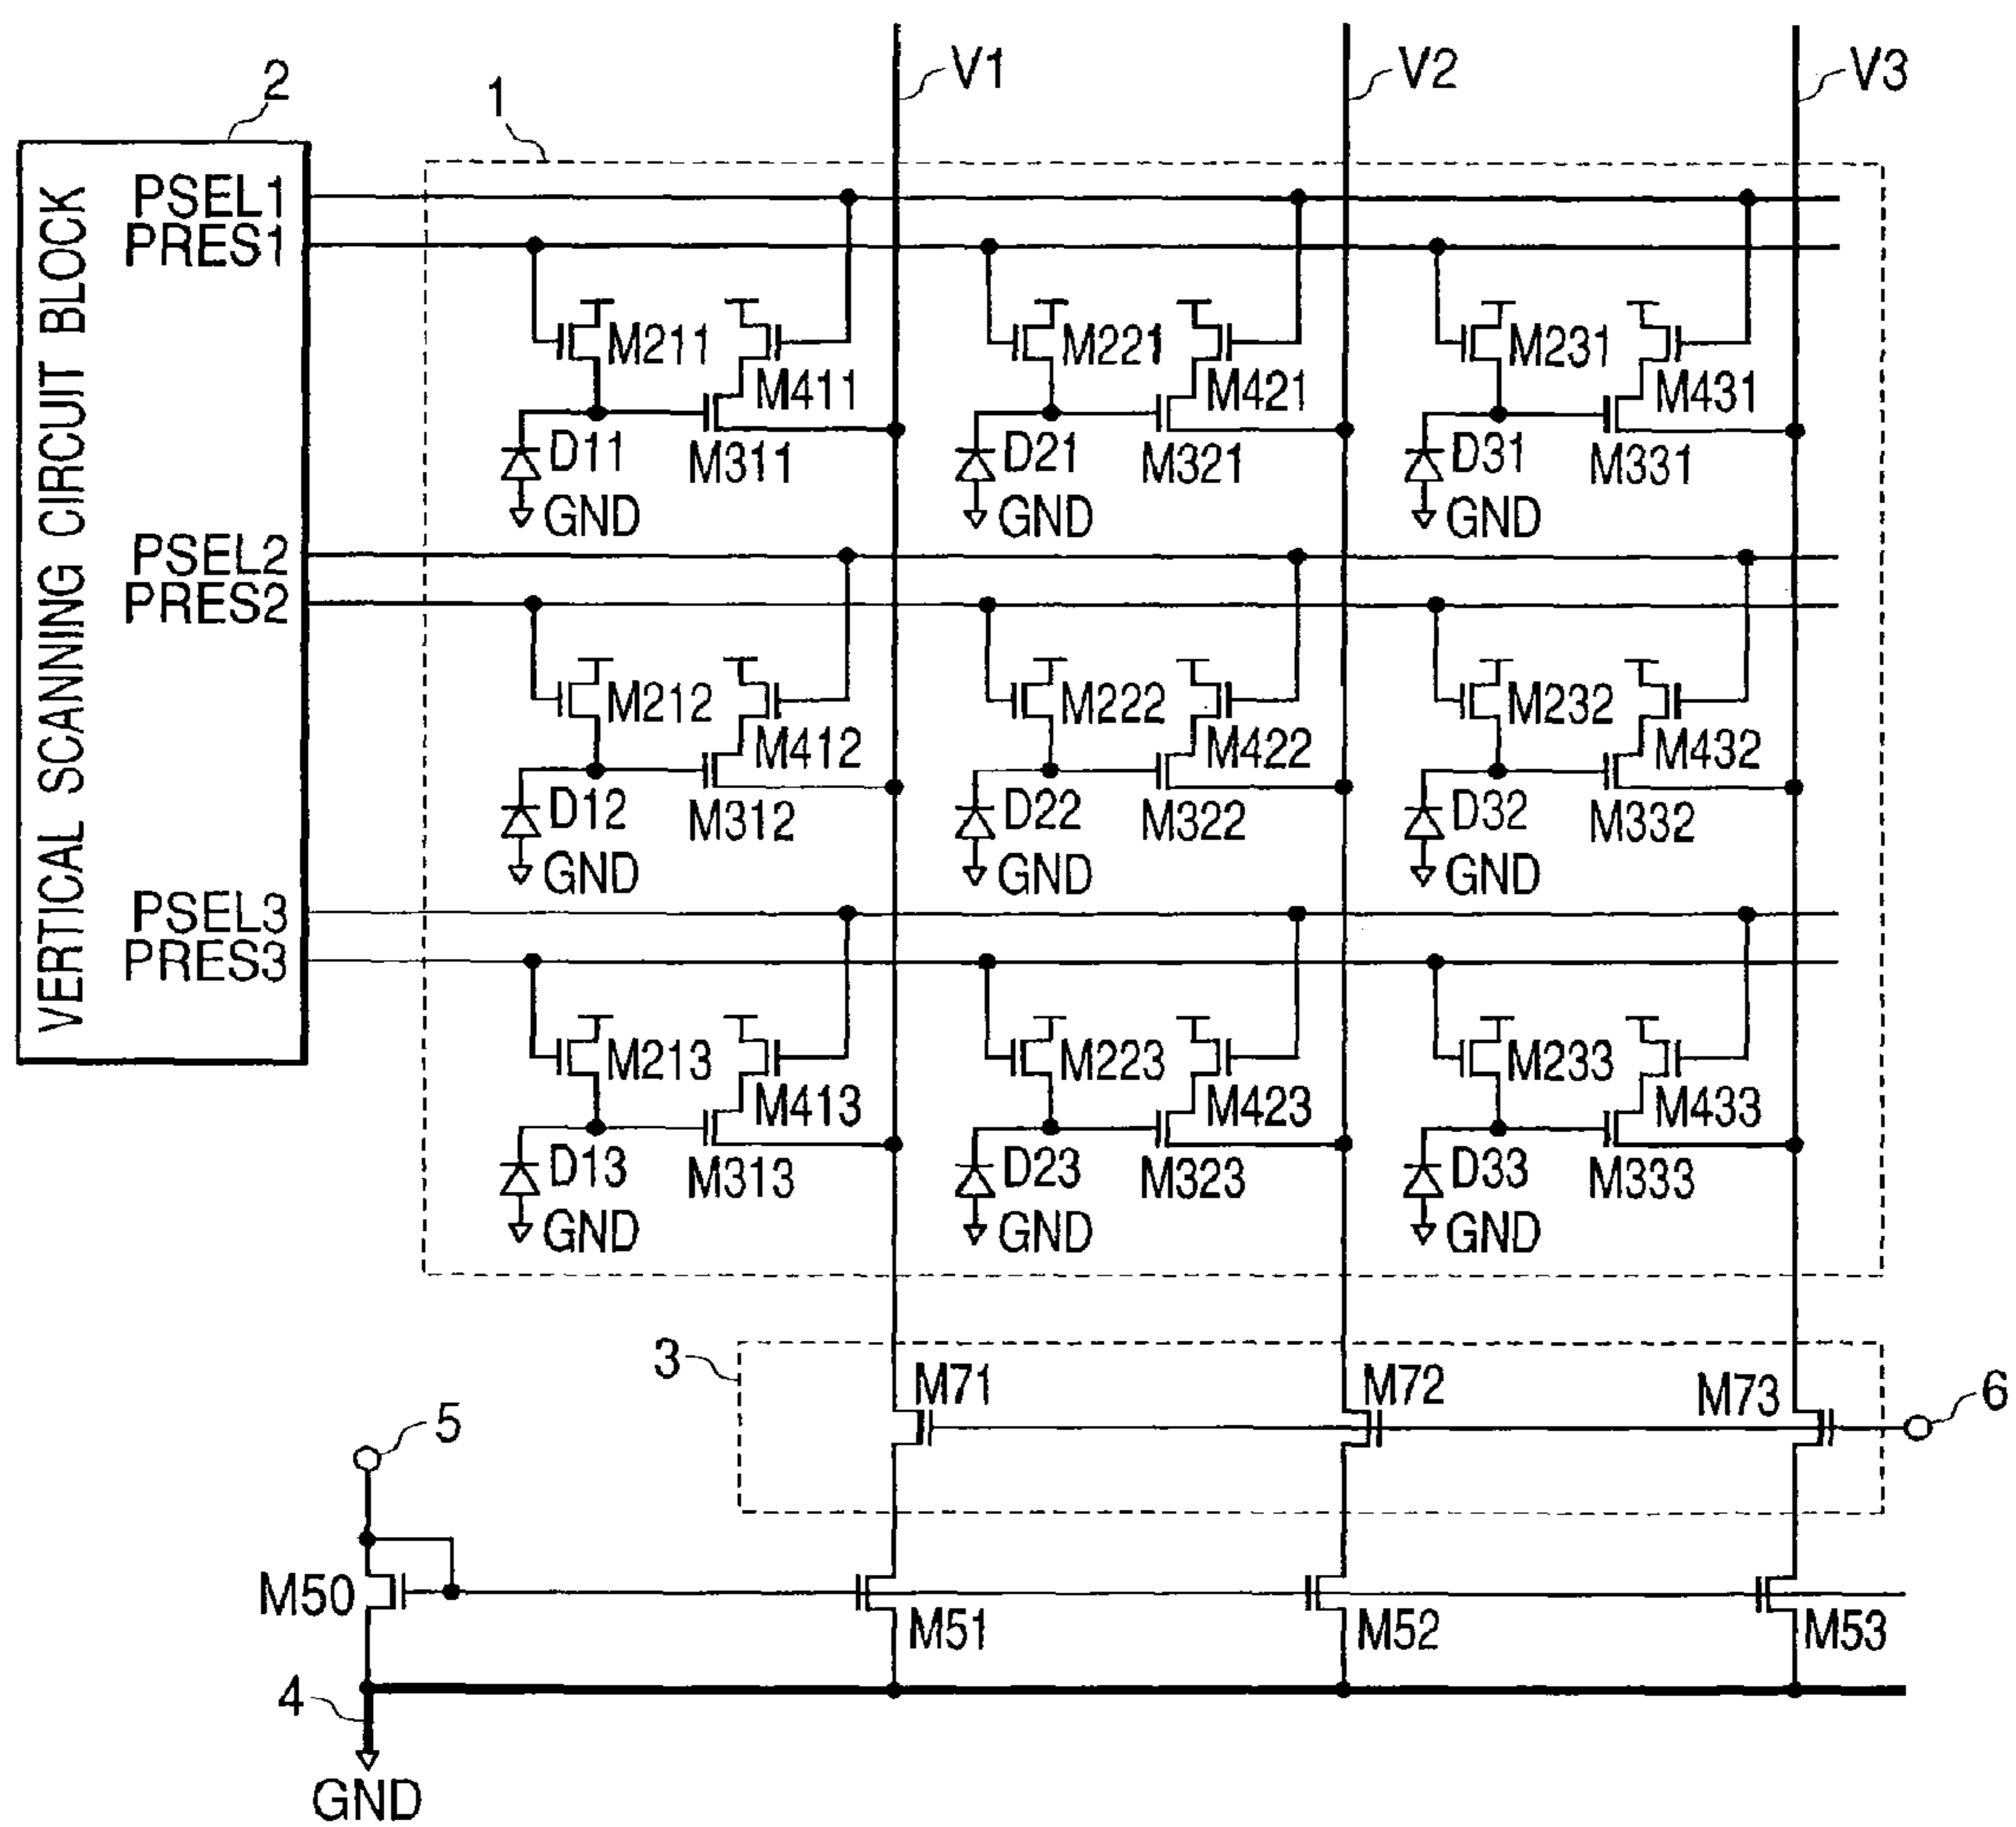 2
1
V1
V2
V3
VERTICAL SCANNING CIRCUIT BLOCK
PSEL1
PRES1
M211
M221
M231
M411
M421
M431
D11
M311
D21
M321
D31
M331
GND
GND
GND
PSEL2
PRES2
M212
M222
M232
M412
M422
M432
D12
M312
D22
M322
D32
M332
GND
GND
GND
PSEL3
PRES3
M213
M223
M233
M413
M423
M433
D13
M313
D23
M323
D33
M333
GND
GND
GND
3
M71
M72
M73
6
5
M50
M51
M52
M53
4
GND